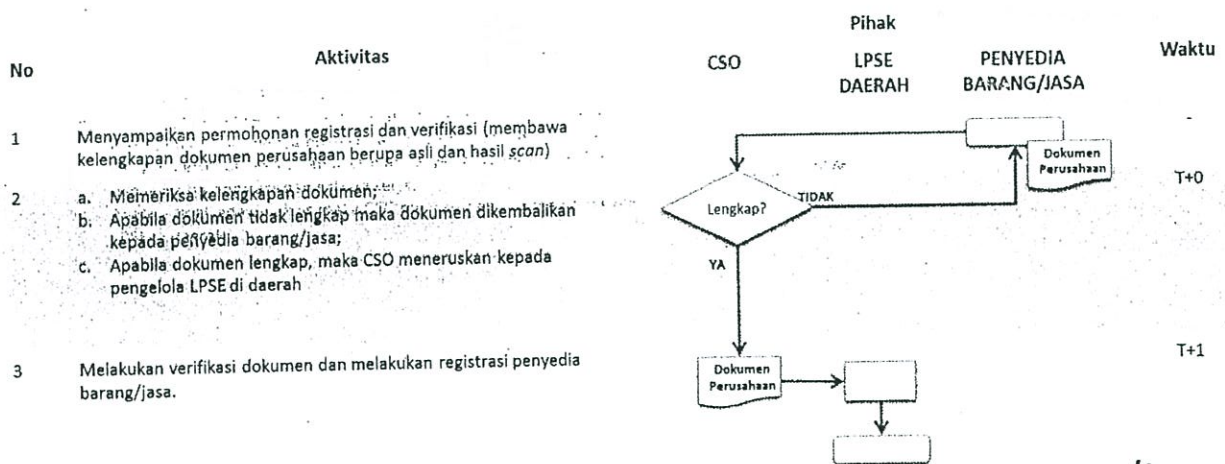 Pihak
No
Aktivitas
CSO
LPSE
DAERAH
PENYEDIA
BARANG/JASA
Waktu
1
Menyampaikan permohonan registrasi dan verifikasi (membawa
kelengkapan dokumen perusahaan berupa asli dan hasil scan)
-
Dokumen
Perusahaan
2
a. Memeriksa kelengkapan dokumen;
b. Apabila dokumen tidak lengkap maka dokumen dikembalikan
kepada penyedia barang/jasa;
c. Apabila dokumen lengkap, maka CSO meneruskan kepada
pengelola LPSE di daerah
Lengkap?
TIDAK
YA
T+0
3
Melakukan verifikasi dokumen dan melakukan registrasi penyedia
barang/jasa.
Dokumen
Perusahaan
T+1